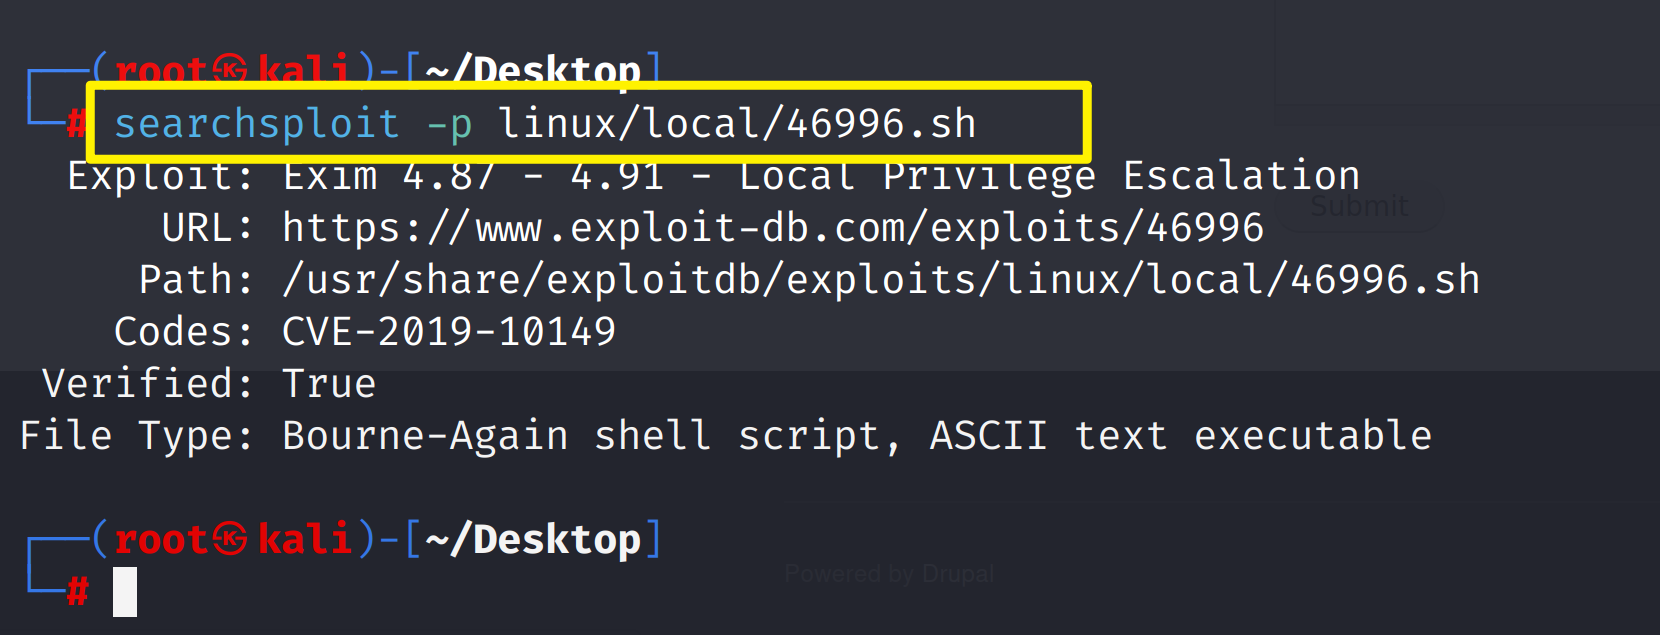 ┌──(root㉿kali)-[~/Desktop]
└─# searchsploit -p linux/local/46996.sh
Exploit: Exim 4.87 - 4.91 - Local Privilege Escalation
URL: https://www.exploit-db.com/exploits/46996
Submit
Path: /usr/share/exploitdb/exploits/linux/local/46996.sh
Codes: CVE-2019-10149
Verified: True
File Type: Bourne-Again shell script, ASCII text executable
┌──(root㉿kali)-[~/Desktop]
Powered by Drupal
└─#